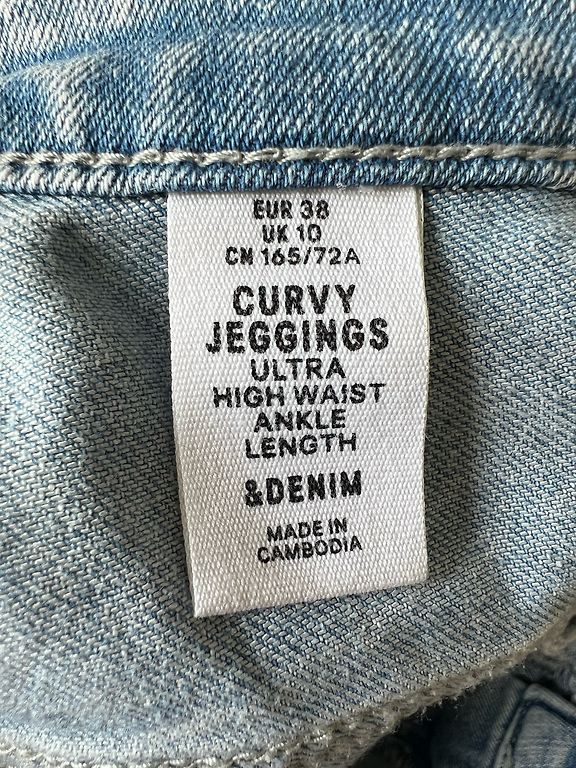 EUR 38
UK 10
CN 165/72A
CURVY
JEGGINGS
ULTRA
HIGH WAIST
ANKLE
LENGTH
&DENIM
MADE IN
CAMBODIA